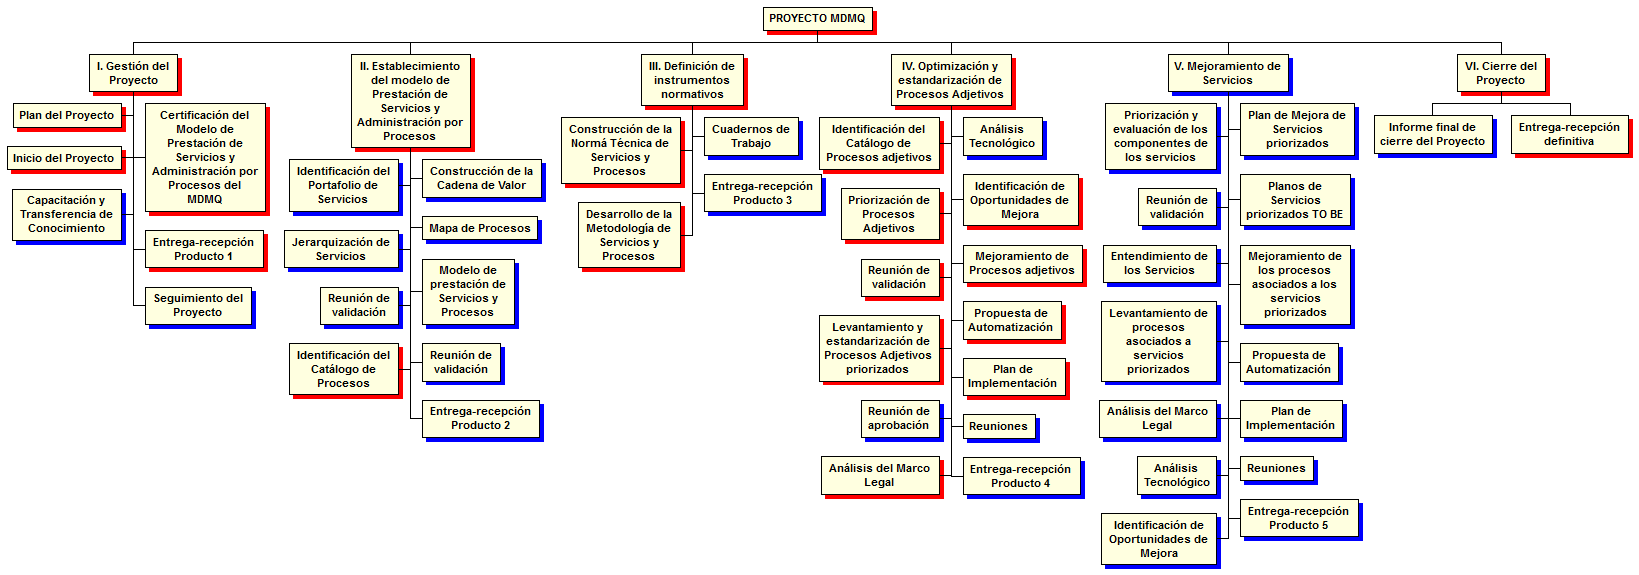 PROYECTO MDMQ
I. Gestión del
Proyecto
Plan del Proyecto
Certificación del
Modelo de
Prestación de
Servicios y
Administración por
Procesos del
MDMQ
Inicio del Proyecto
Capacitación y
Transferencia de
Conocimiento
Entrega-recepción
Producto 1
Seguimiento del
Proyecto
II. Establecimiento
del modelo de
Prestación de
Servicios y
Administración por
Procesos
Identificación del
Portafolio de
Servicios
Construcción de la
Cadena de Valor
Mapa de Procesos
Jerarquización de
Servicios
Modelo de
prestación de
Servicios y
Procesos
Reunión de
validación
Identificación del
Catálogo de
Procesos
Reunión de
validación
Entrega-recepción
Producto 2
III. Definición de
instrumentos
normativos
Construcción de la
Normá Técnica de
Servicios y
Procesos
Cuadernos de
Trabajo
Entrega-recepción
Producto 3
Desarrollo de la
Metodología de
Servicios y
Procesos
IV. Optimización y
estandarización de
Procesos Adjetivos
Identificación del
Catálogo de
Procesos adjetivos
Análisis
Tecnológico
Priorización de
Procesos
Adjetivos
Identificación de
Oportunidades de
Mejora
Reunión de
validación
Mejoramiento de
Procesos adjetivos
Levantamiento y
estandarización de
Procesos Adjetivos
priorizados
Propuesta de
Automatización
Plan de
Implementación
Reunión de
aprobación
Reuniones
Análisis del Marco
Legal
Entrega-recepción
Producto 4
V. Mejoramiento de
Servicios
Priorización y
evaluación de los
componentes de
los servicios
Plan de Mejora de
Servicios
priorizados
Reunión de
validación
Planos de
Servicios
priorizados TO BE
Entendimiento de
los Servicios
Mejoramiento de
los procesos
asociados a los
servicios
priorizados
Levantamiento de
procesos
asociados a
servicios
priorizados
Propuesta de
Automatización
Análisis del Marco
Legal
Plan de
Implementación
Análisis
Tecnológico
Reuniones
Identificación de
Oportunidades de
Mejora
Entrega-recepción
Producto 5
VI. Cierre del
Proyecto
Informe final de
cierre del Proyecto
Entrega-recepción
definitiva